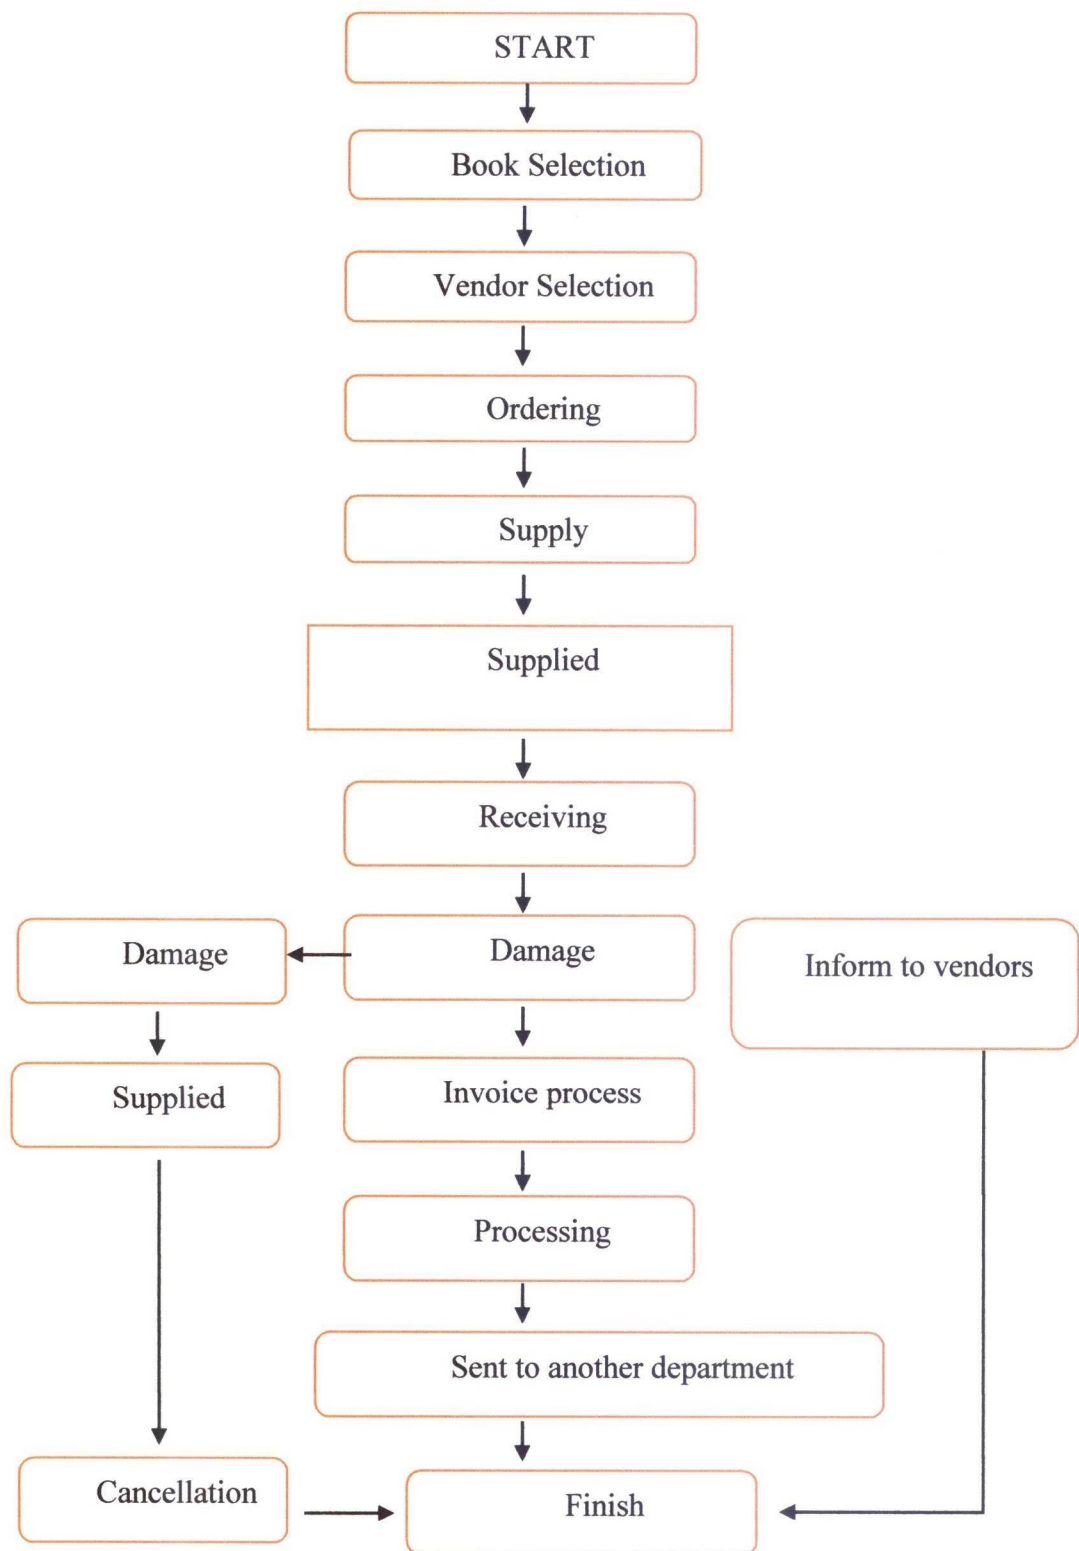 START
Book Selection
Vendor Selection
Ordering
Supply
Supplied
Receiving
Damage
Damage
Inform to vendors
Supplied
Invoice process
Processing
Sent to another department
Cancellation
Finish